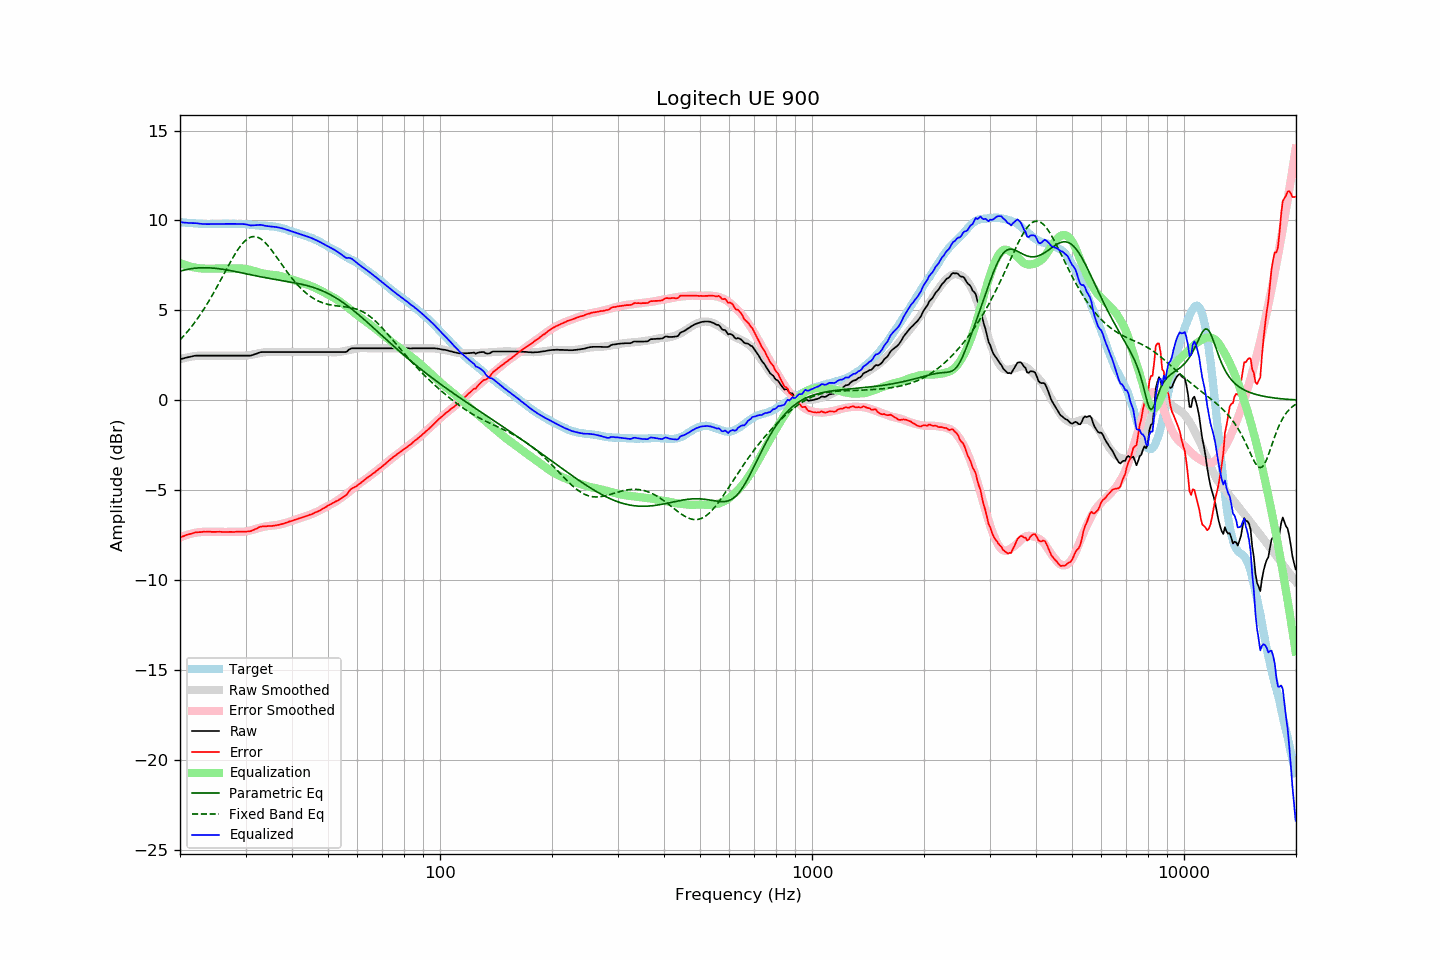 Logitech UE 900
15
10
5
0
−5
−10
−15
−20
−25
Amplitude (dBr)
Target
Raw Smoothed
Error Smoothed
Raw
Error
Equalization
Parametric Eq
Fixed Band Eq
Equalized
100
1000
10000
Frequency (Hz)